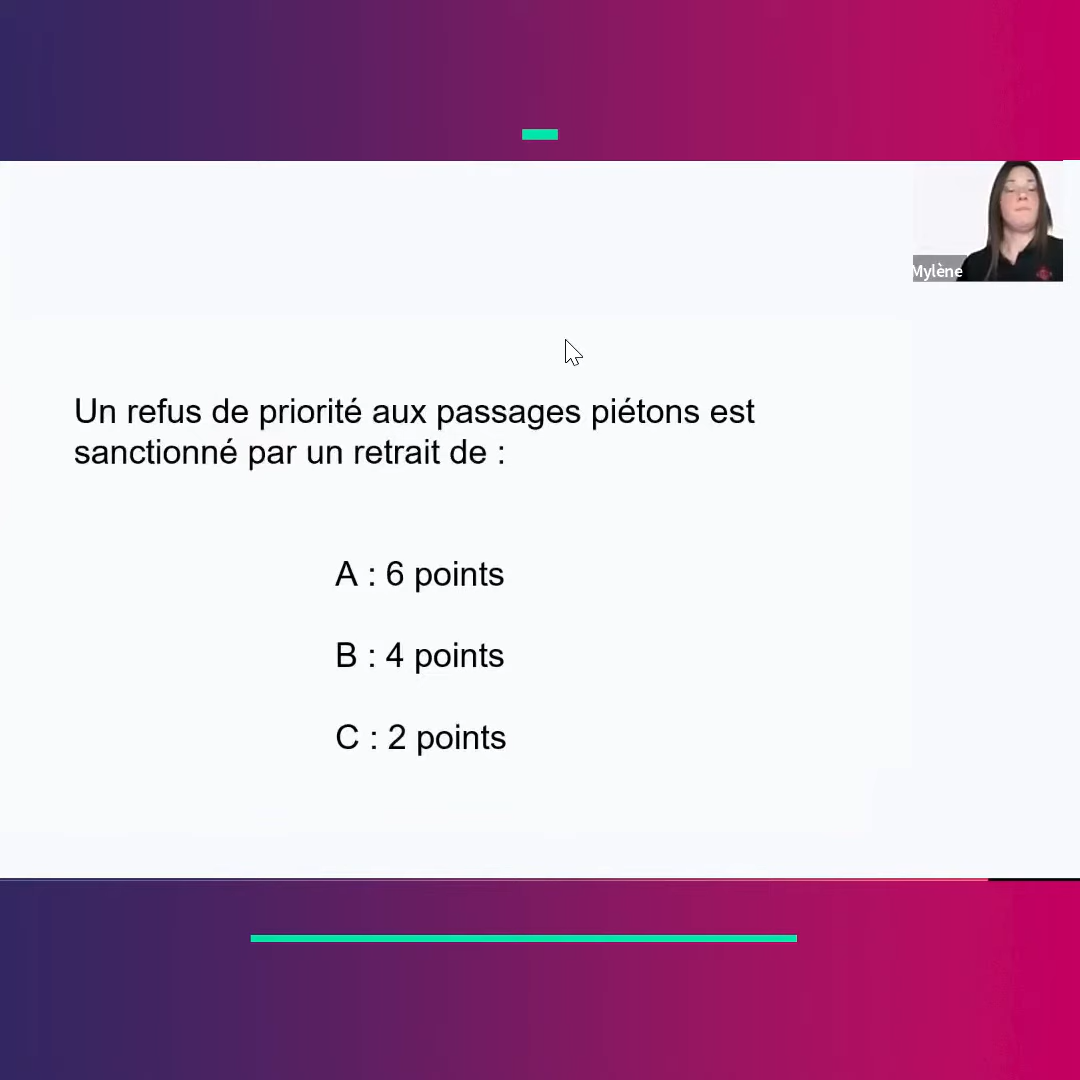 Mylène
Un refus de priorité aux passages piétons est
sanctionné par un retrait de :
A : 6 points
B : 4 points
C : 2 points